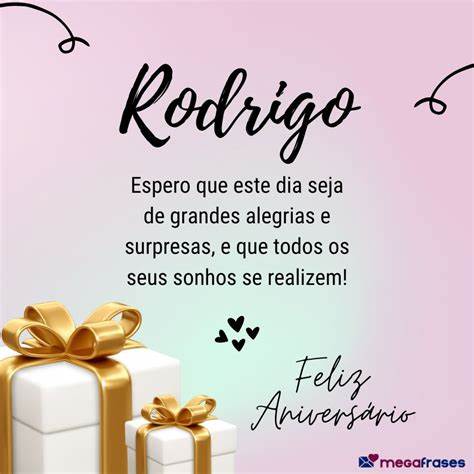 Rodrigo
Espero que este dia seja
de grandes alegrias e
surpresas, e que todos os
seus sonhos se realizem!
Feliz
Aniversário
megafrases